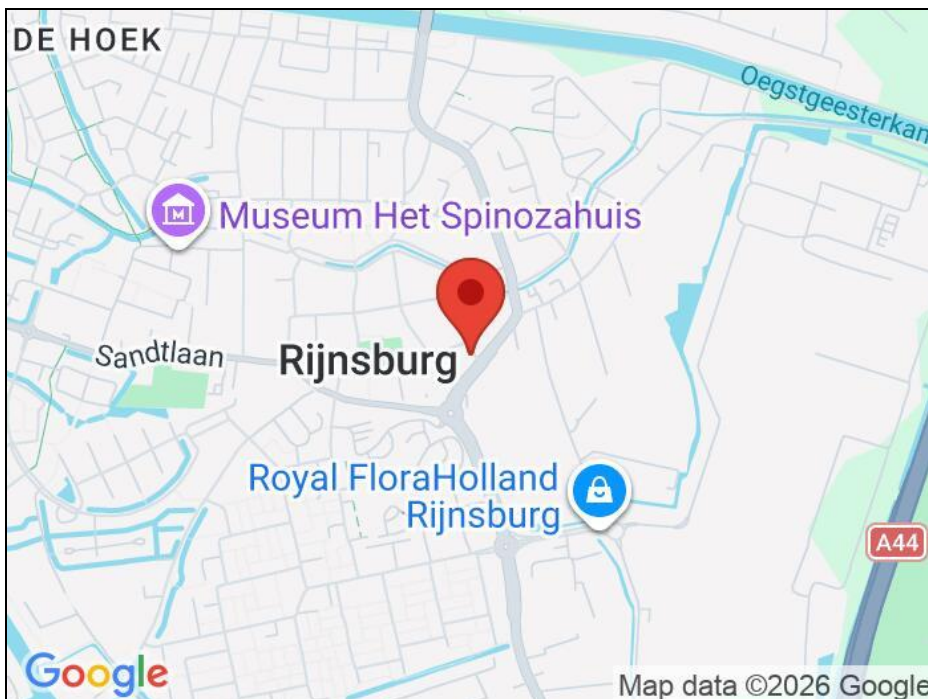 DE HOEK
Oegstgeesterkan
Museum Het Spinozahuis
M
Sandtlaan
Rijnsburg
Royal FloraHolland
Rijnsburg
A44
Google
Map data ©2026 Google